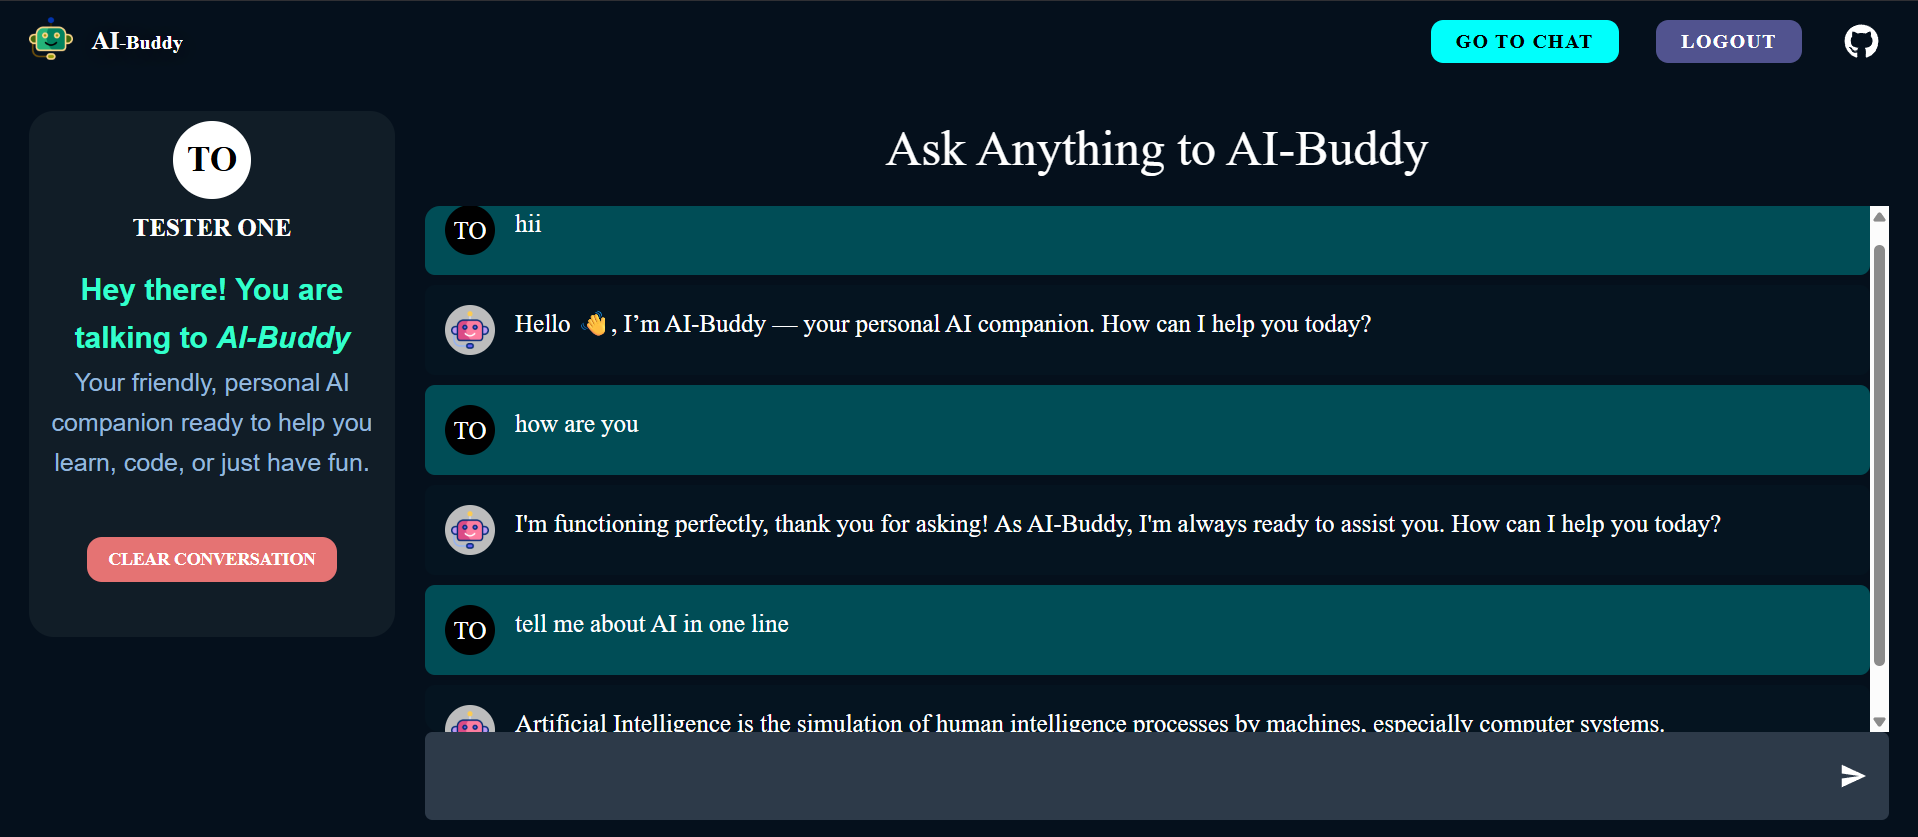 AI-Buddy
GO TO CHAT
LOGOUT
TO
TESTER ONE
Hey there! You are
talking to AI-Buddy
Your friendly, personal AI
companion ready to help you
learn, code, or just have fun.
CLEAR CONVERSATION
Ask Anything to AI-Buddy
TO
hii
Hello 👋, I’m AI-Buddy — your personal AI companion. How can I help you today?
TO
how are you
I'm functioning perfectly, thank you for asking! As AI-Buddy, I'm always ready to assist you. How can I help you today?
TO
tell me about AI in one line
Artificial Intelligence is the simulation of human intelligence processes by machines, especially computer systems.